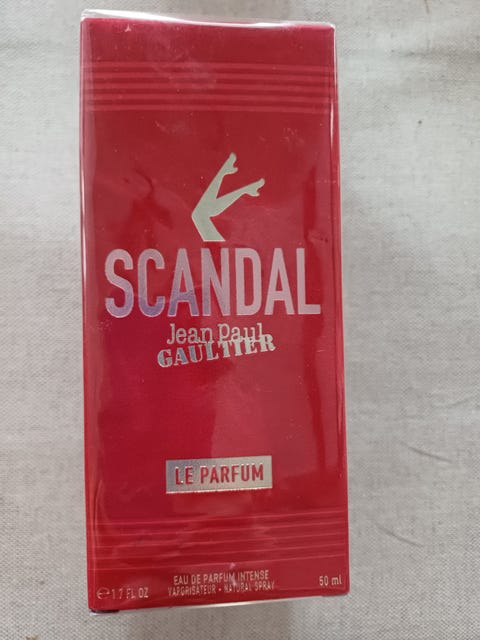 SCANDAL
Jean Paul
GAULTIER
LE PARFUM
EAU DE PARFUM INTENSE
℮ 1.7 FL OZ VAPORISATEUR - NATURAL SPRAY 50 ml